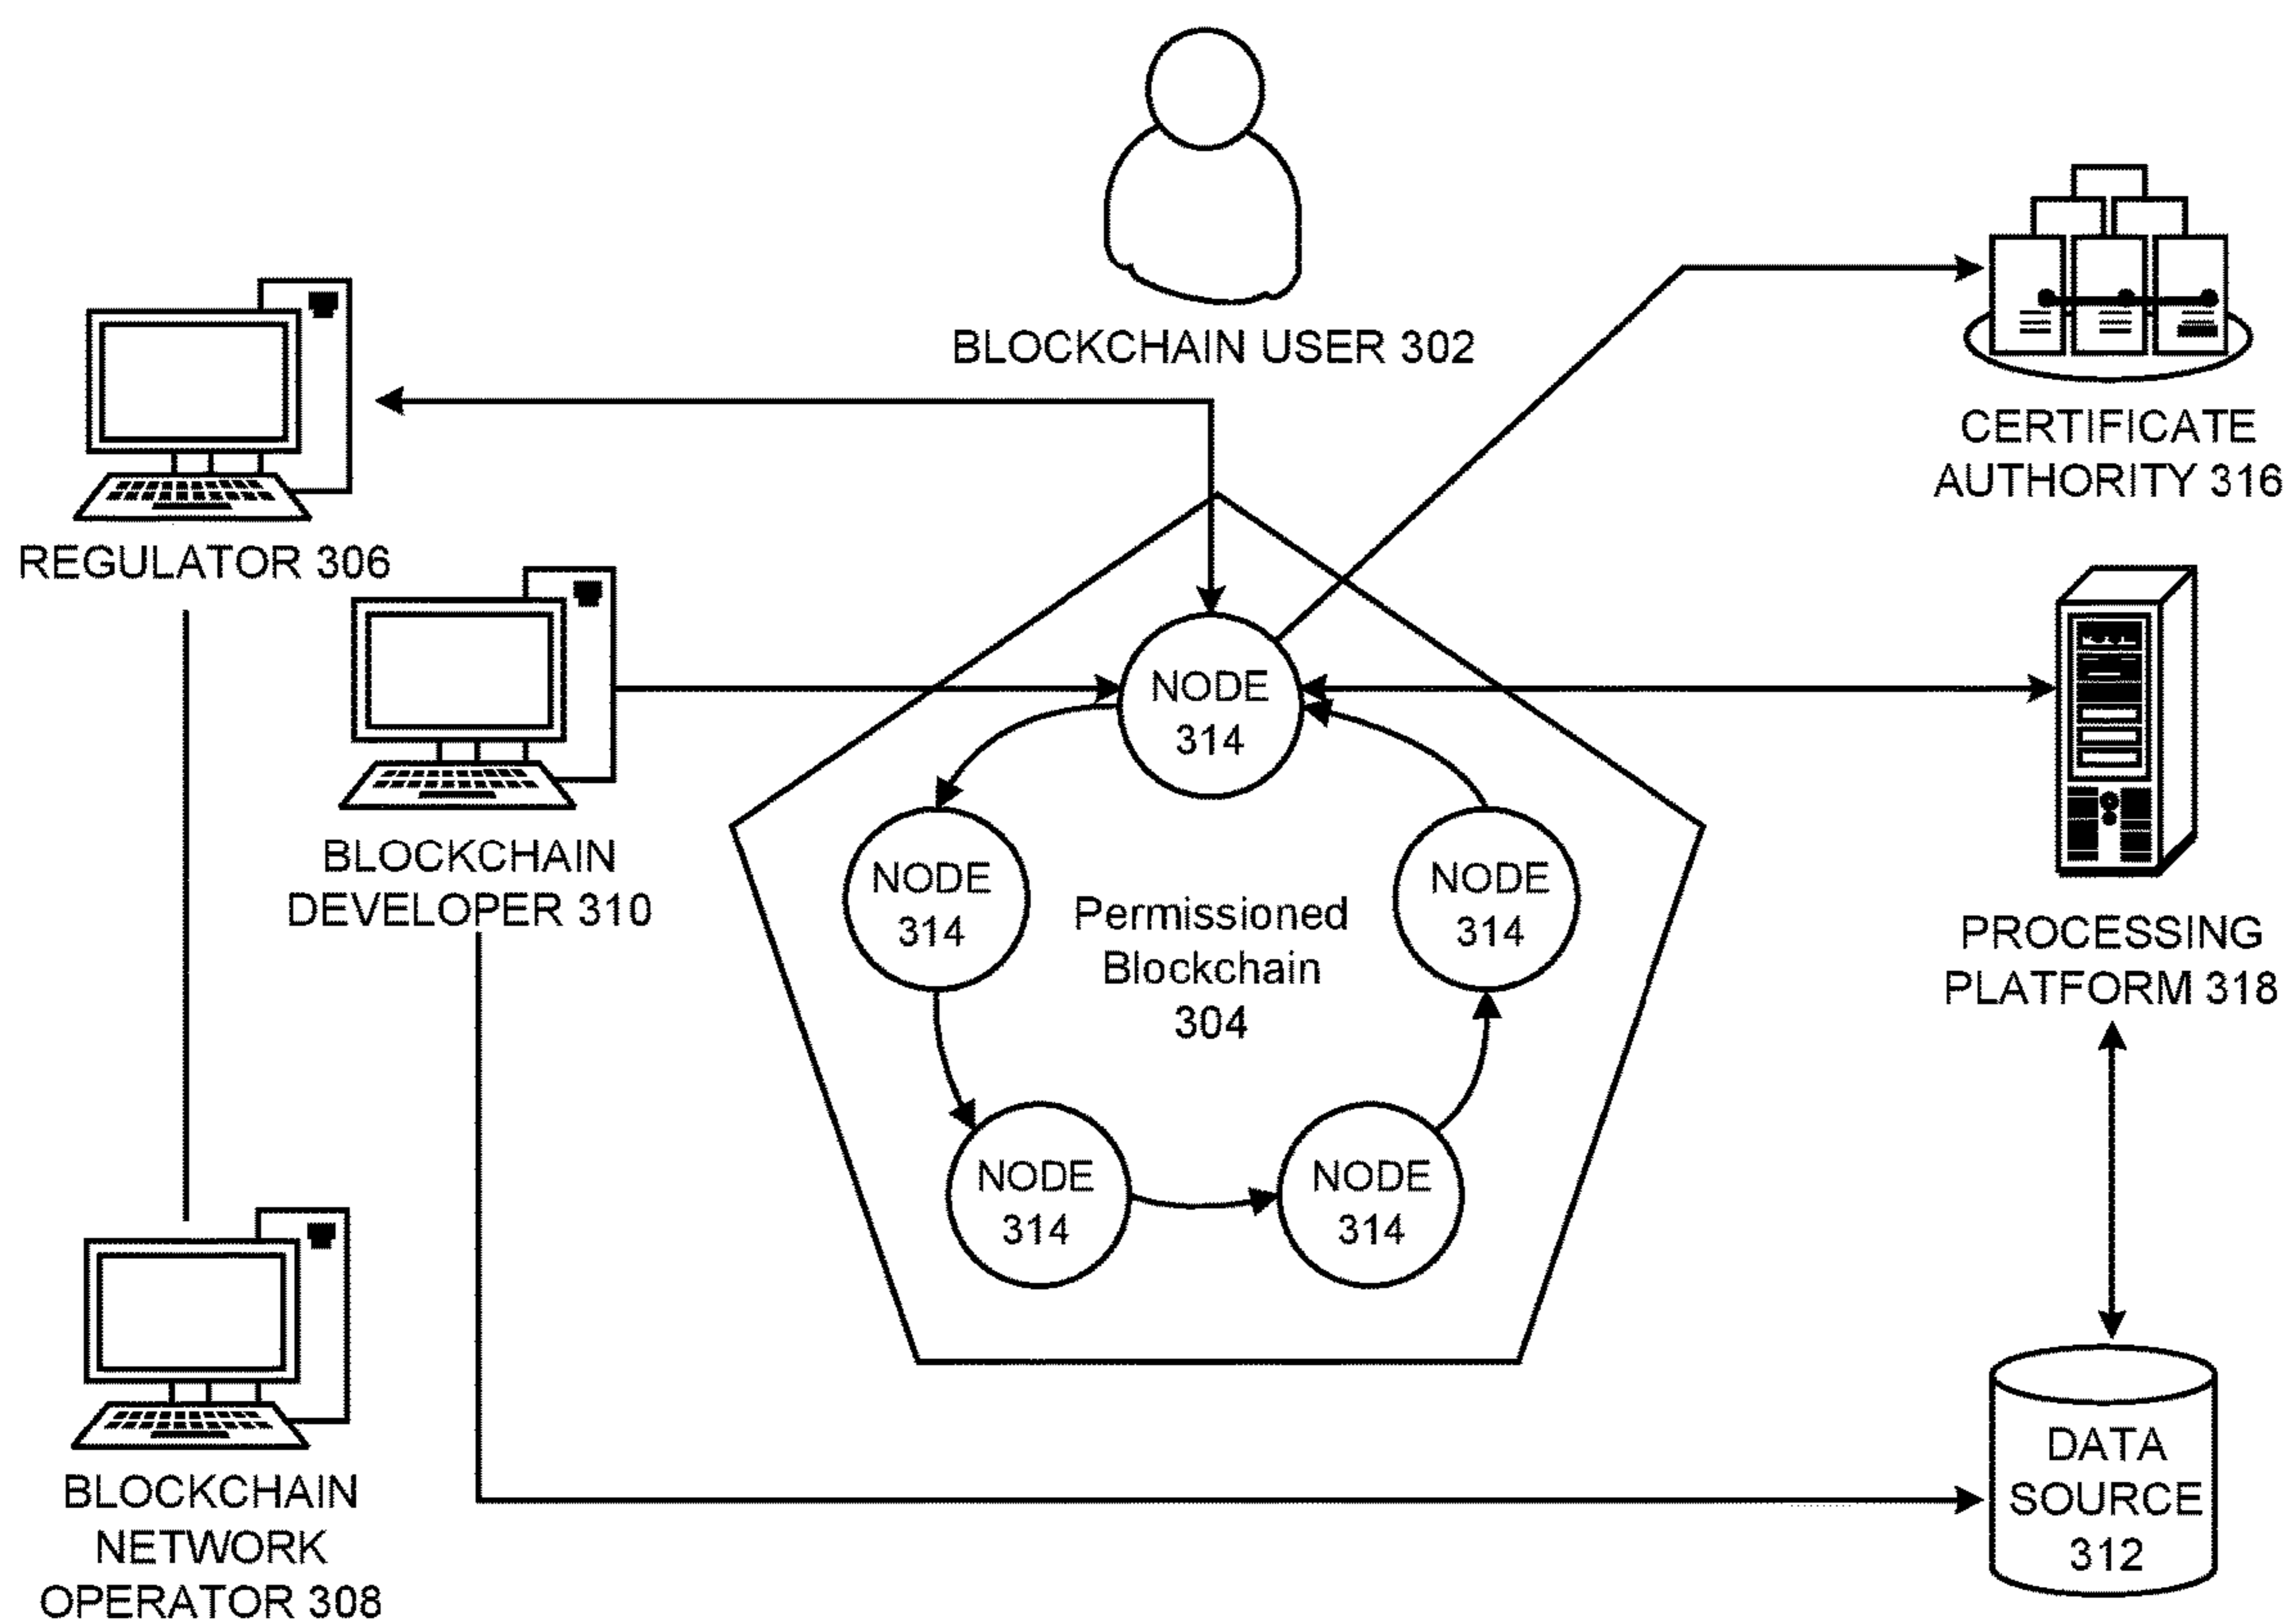 BLOCKCHAIN USER 302
CERTIFICATE
AUTHORITY 316
REGULATOR 306
BLOCKCHAIN
DEVELOPER 310
NODE
314
NODE
314
Permissioned
Blockchain
304
NODE
314
NODE
314
NODE
314
PROCESSING
PLATFORM 318
BLOCKCHAIN
NETWORK
OPERATOR 308
DATA
SOURCE
312